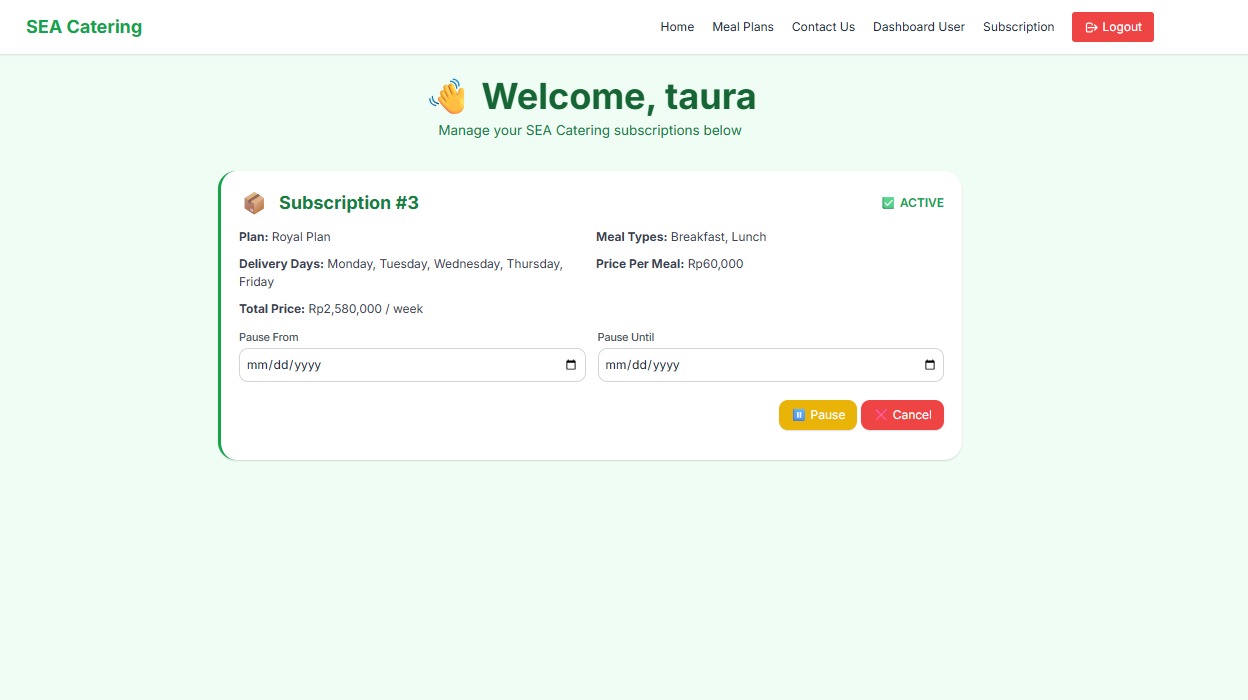 SEA Catering
Home Meal Plans Contact Us Dashboard User Subscription Logout
👋 Welcome, taura
Manage your SEA Catering subscriptions below
📦 Subscription #3
✅ ACTIVE
Plan: Royal Plan
Meal Types: Breakfast, Lunch
Delivery Days: Monday, Tuesday, Wednesday, Thursday,
Friday
Price Per Meal: Rp60,000
Total Price: Rp2,580,000 / week
Pause From
Pause Until
mm/dd/yyyy
mm/dd/yyyy
⏸️ Pause
❌ Cancel